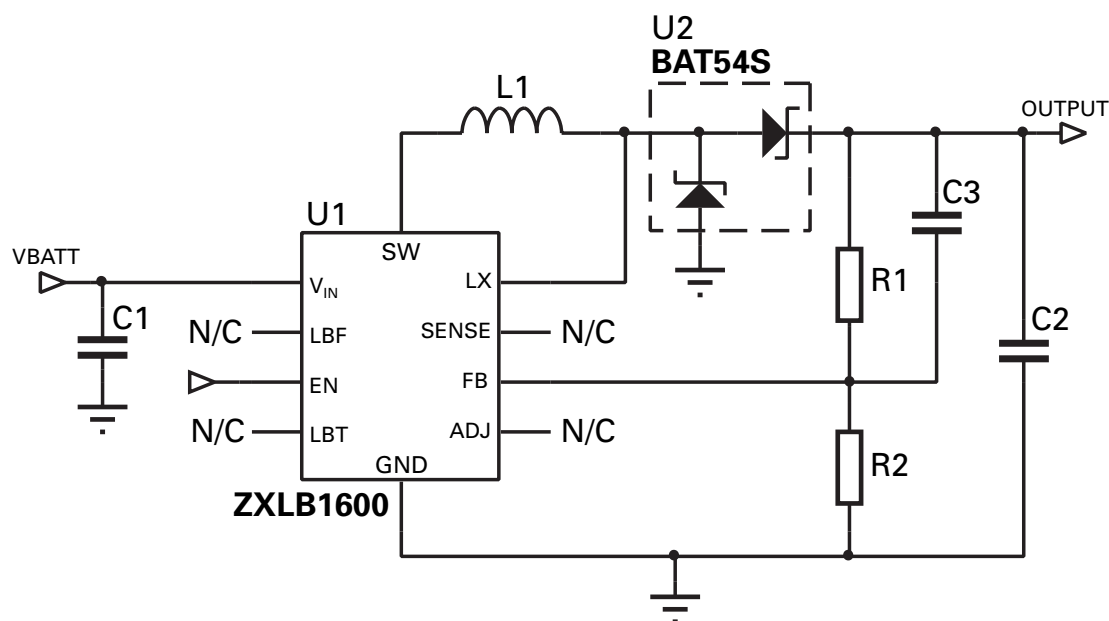 U2
BAT54S
L1
OUTPUT
C3
U1
SW
VBATT
VIN
LX
R1
C1
N/C
LBF
SENSE
N/C
C2
EN
FB
N/C
LBT
ADJ
N/C
GND
R2
ZXLB1600